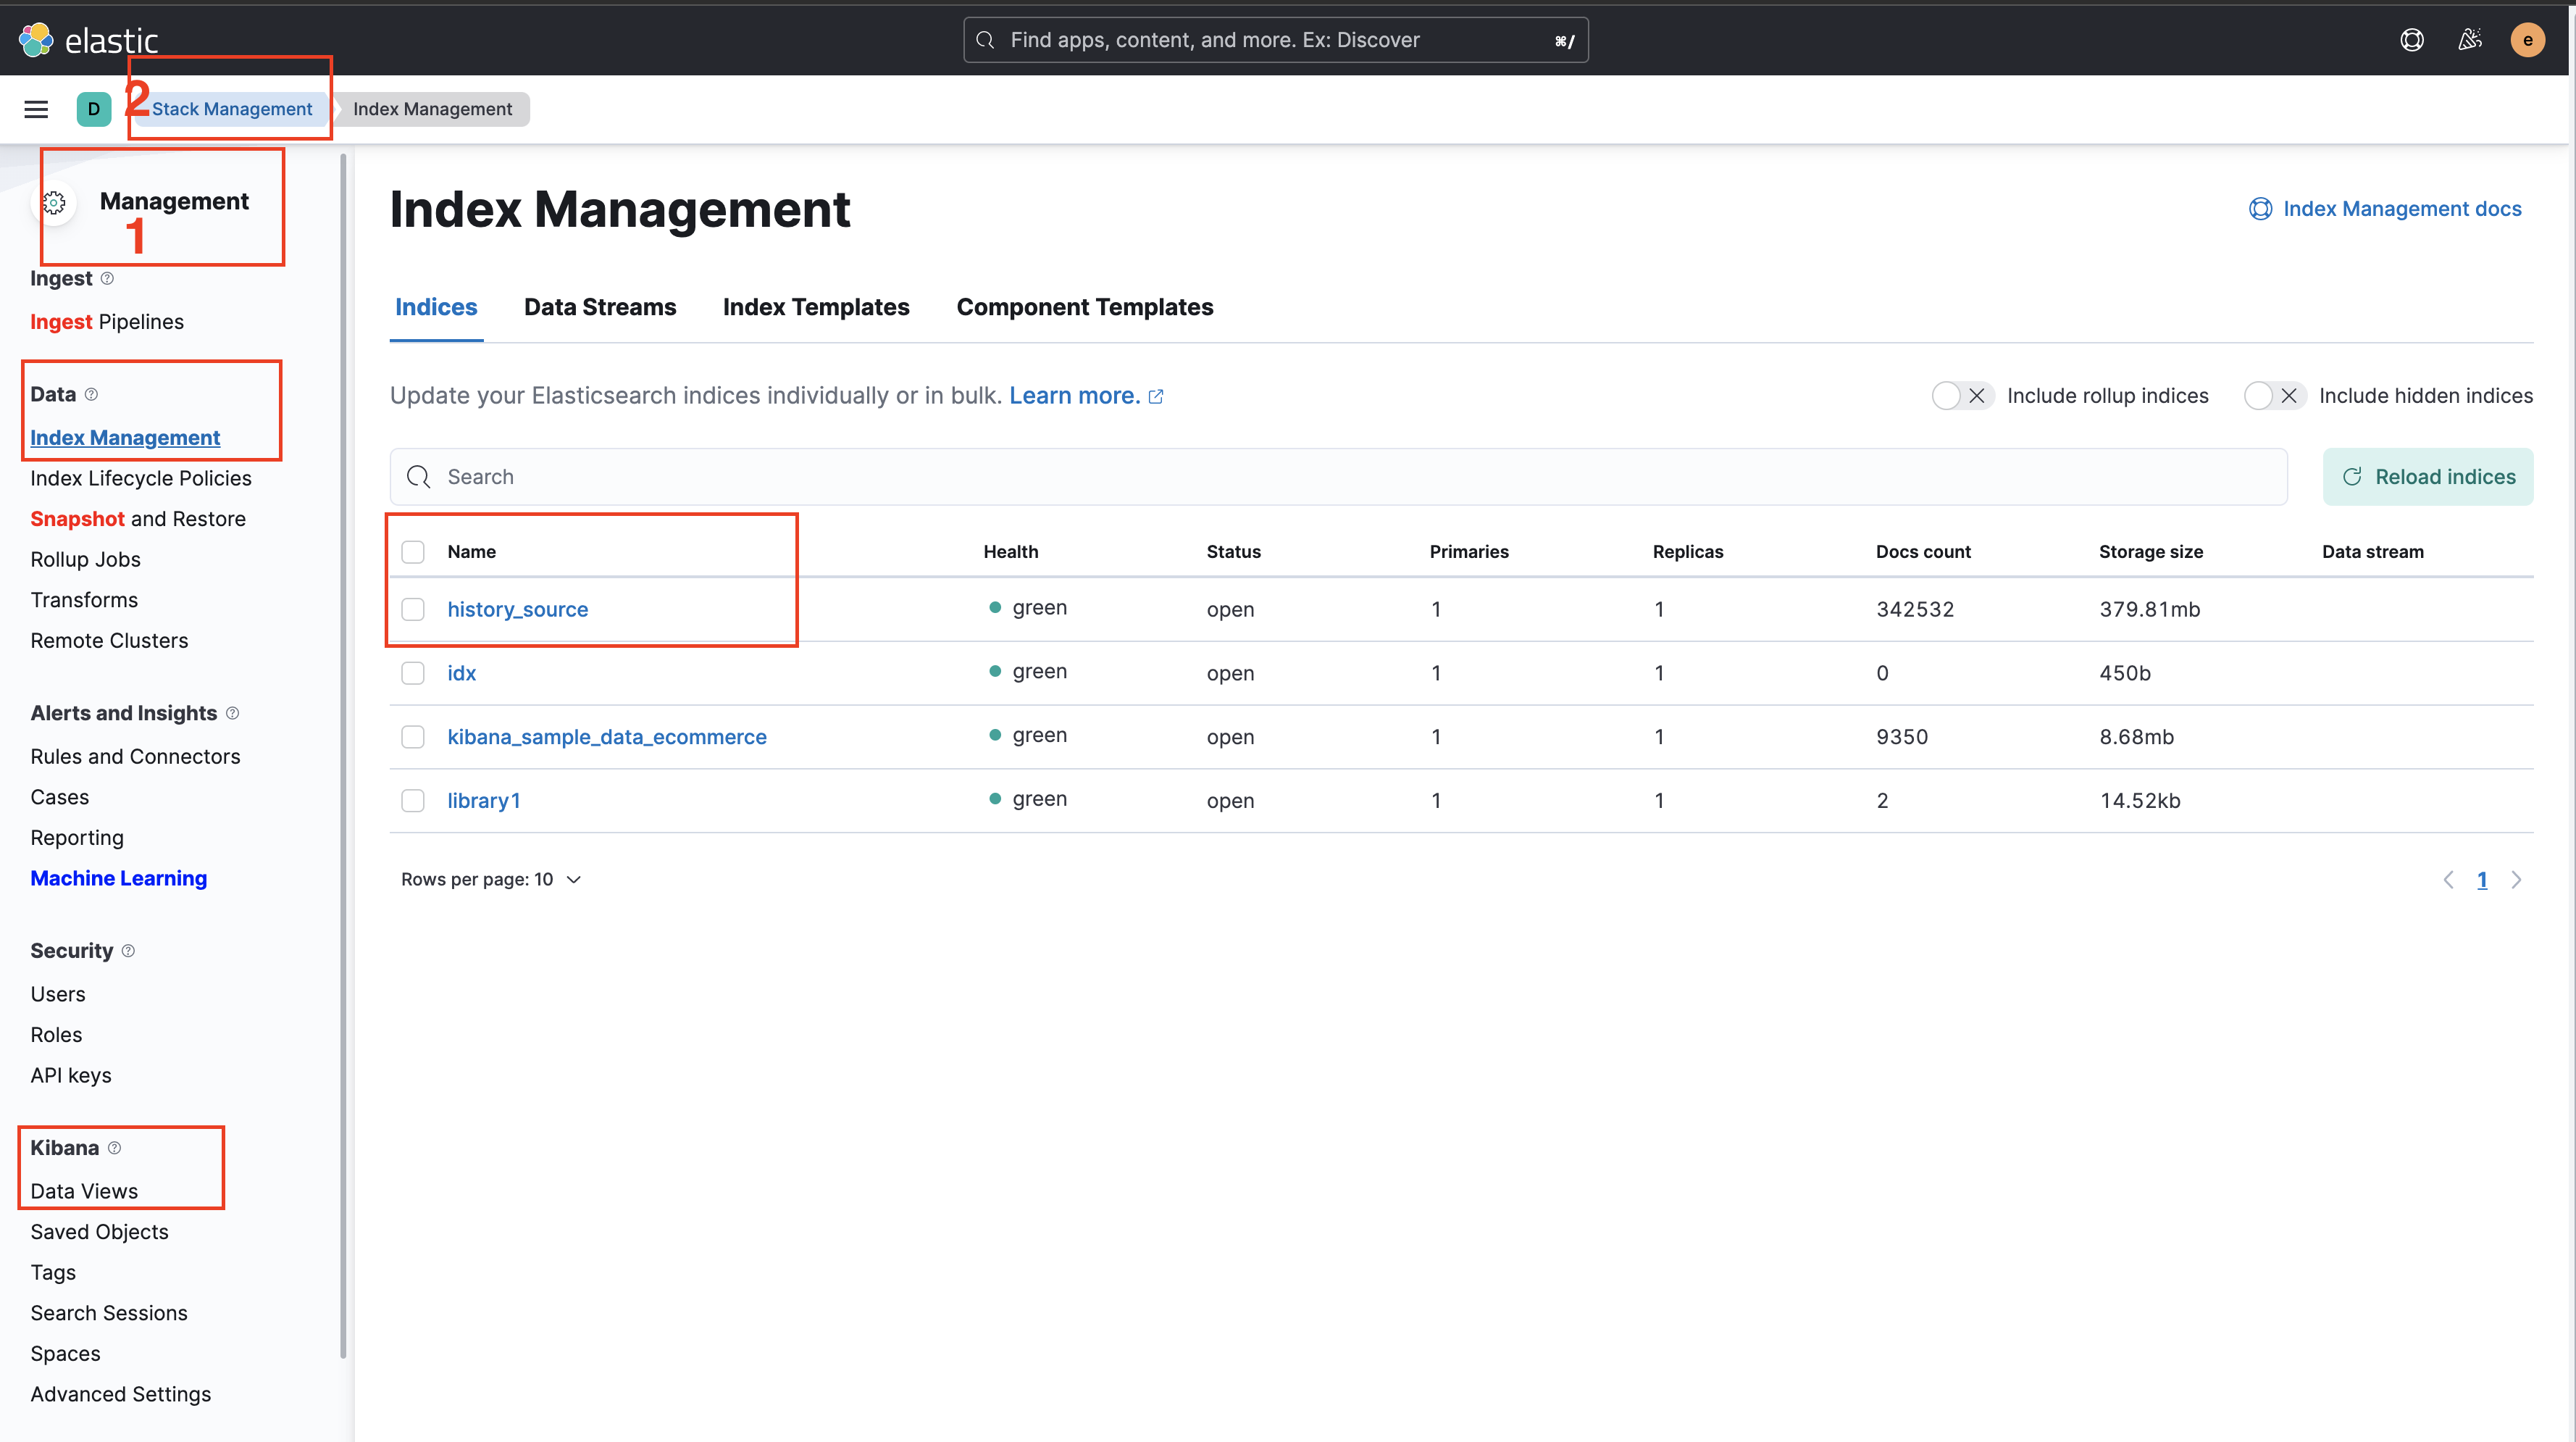 elastic
Find apps, content, and more. Ex: Discover
⌘/
e
D
2
Stack Management
Index Management
Management
1
Ingest
Ingest Pipelines
Data
Index Management
Index Lifecycle Policies
Snapshot and Restore
Rollup Jobs
Transforms
Remote Clusters
Alerts and Insights
Rules and Connectors
Cases
Reporting
Machine Learning
Security
Users
Roles
API keys
Kibana
Data Views
Saved Objects
Tags
Search Sessions
Spaces
Advanced Settings
Index Management
Index Management docs
Indices Data Streams Index Templates Component Templates
Update your Elasticsearch indices individually or in bulk. Learn more.
Include rollup indices
Include hidden indices
Search
Reload indices
Name Health Status Primaries Replicas Docs count Storage size Data stream
history_source green open 1 1 342532 379.81mb
idx green open 1 1 0 450b
kibana_sample_data_ecommerce green open 1 1 9350 8.68mb
library1 green open 1 1 2 14.52kb
Rows per page: 10
1